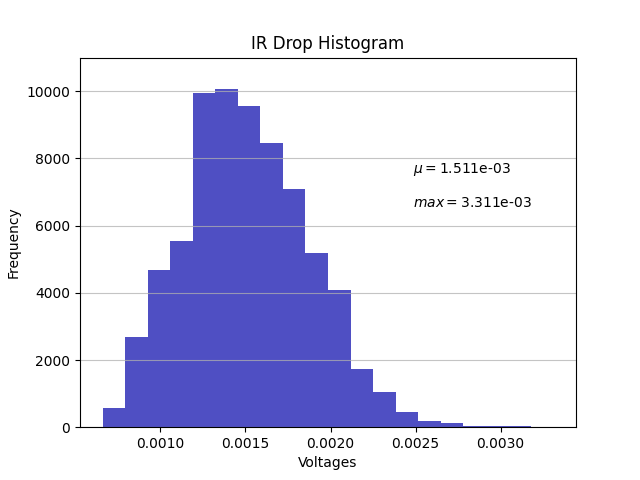 IR Drop Histogram
10000
8000
6000
4000
2000
0
Frequency
μ = 1.511e-03
max = 3.311e-03
0.0010 0.0015 0.0020 0.0025 0.0030
Voltages